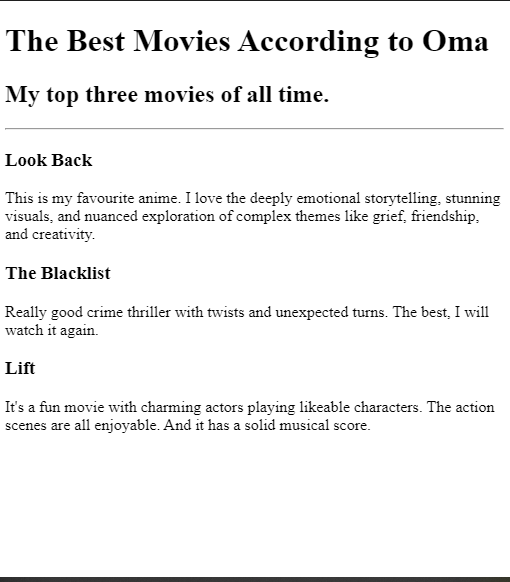 The Best Movies According to Oma
My top three movies of all time.
Look Back
This is my favourite anime. I love the deeply emotional storytelling, stunning
visuals, and nuanced exploration of complex themes like grief, friendship,
and creativity.
The Blacklist
Really good crime thriller with twists and unexpected turns. The best, I will
watch it again.
Lift
It's a fun movie with charming actors playing likeable characters. The action
scenes are all enjoyable. And it has a solid musical score.